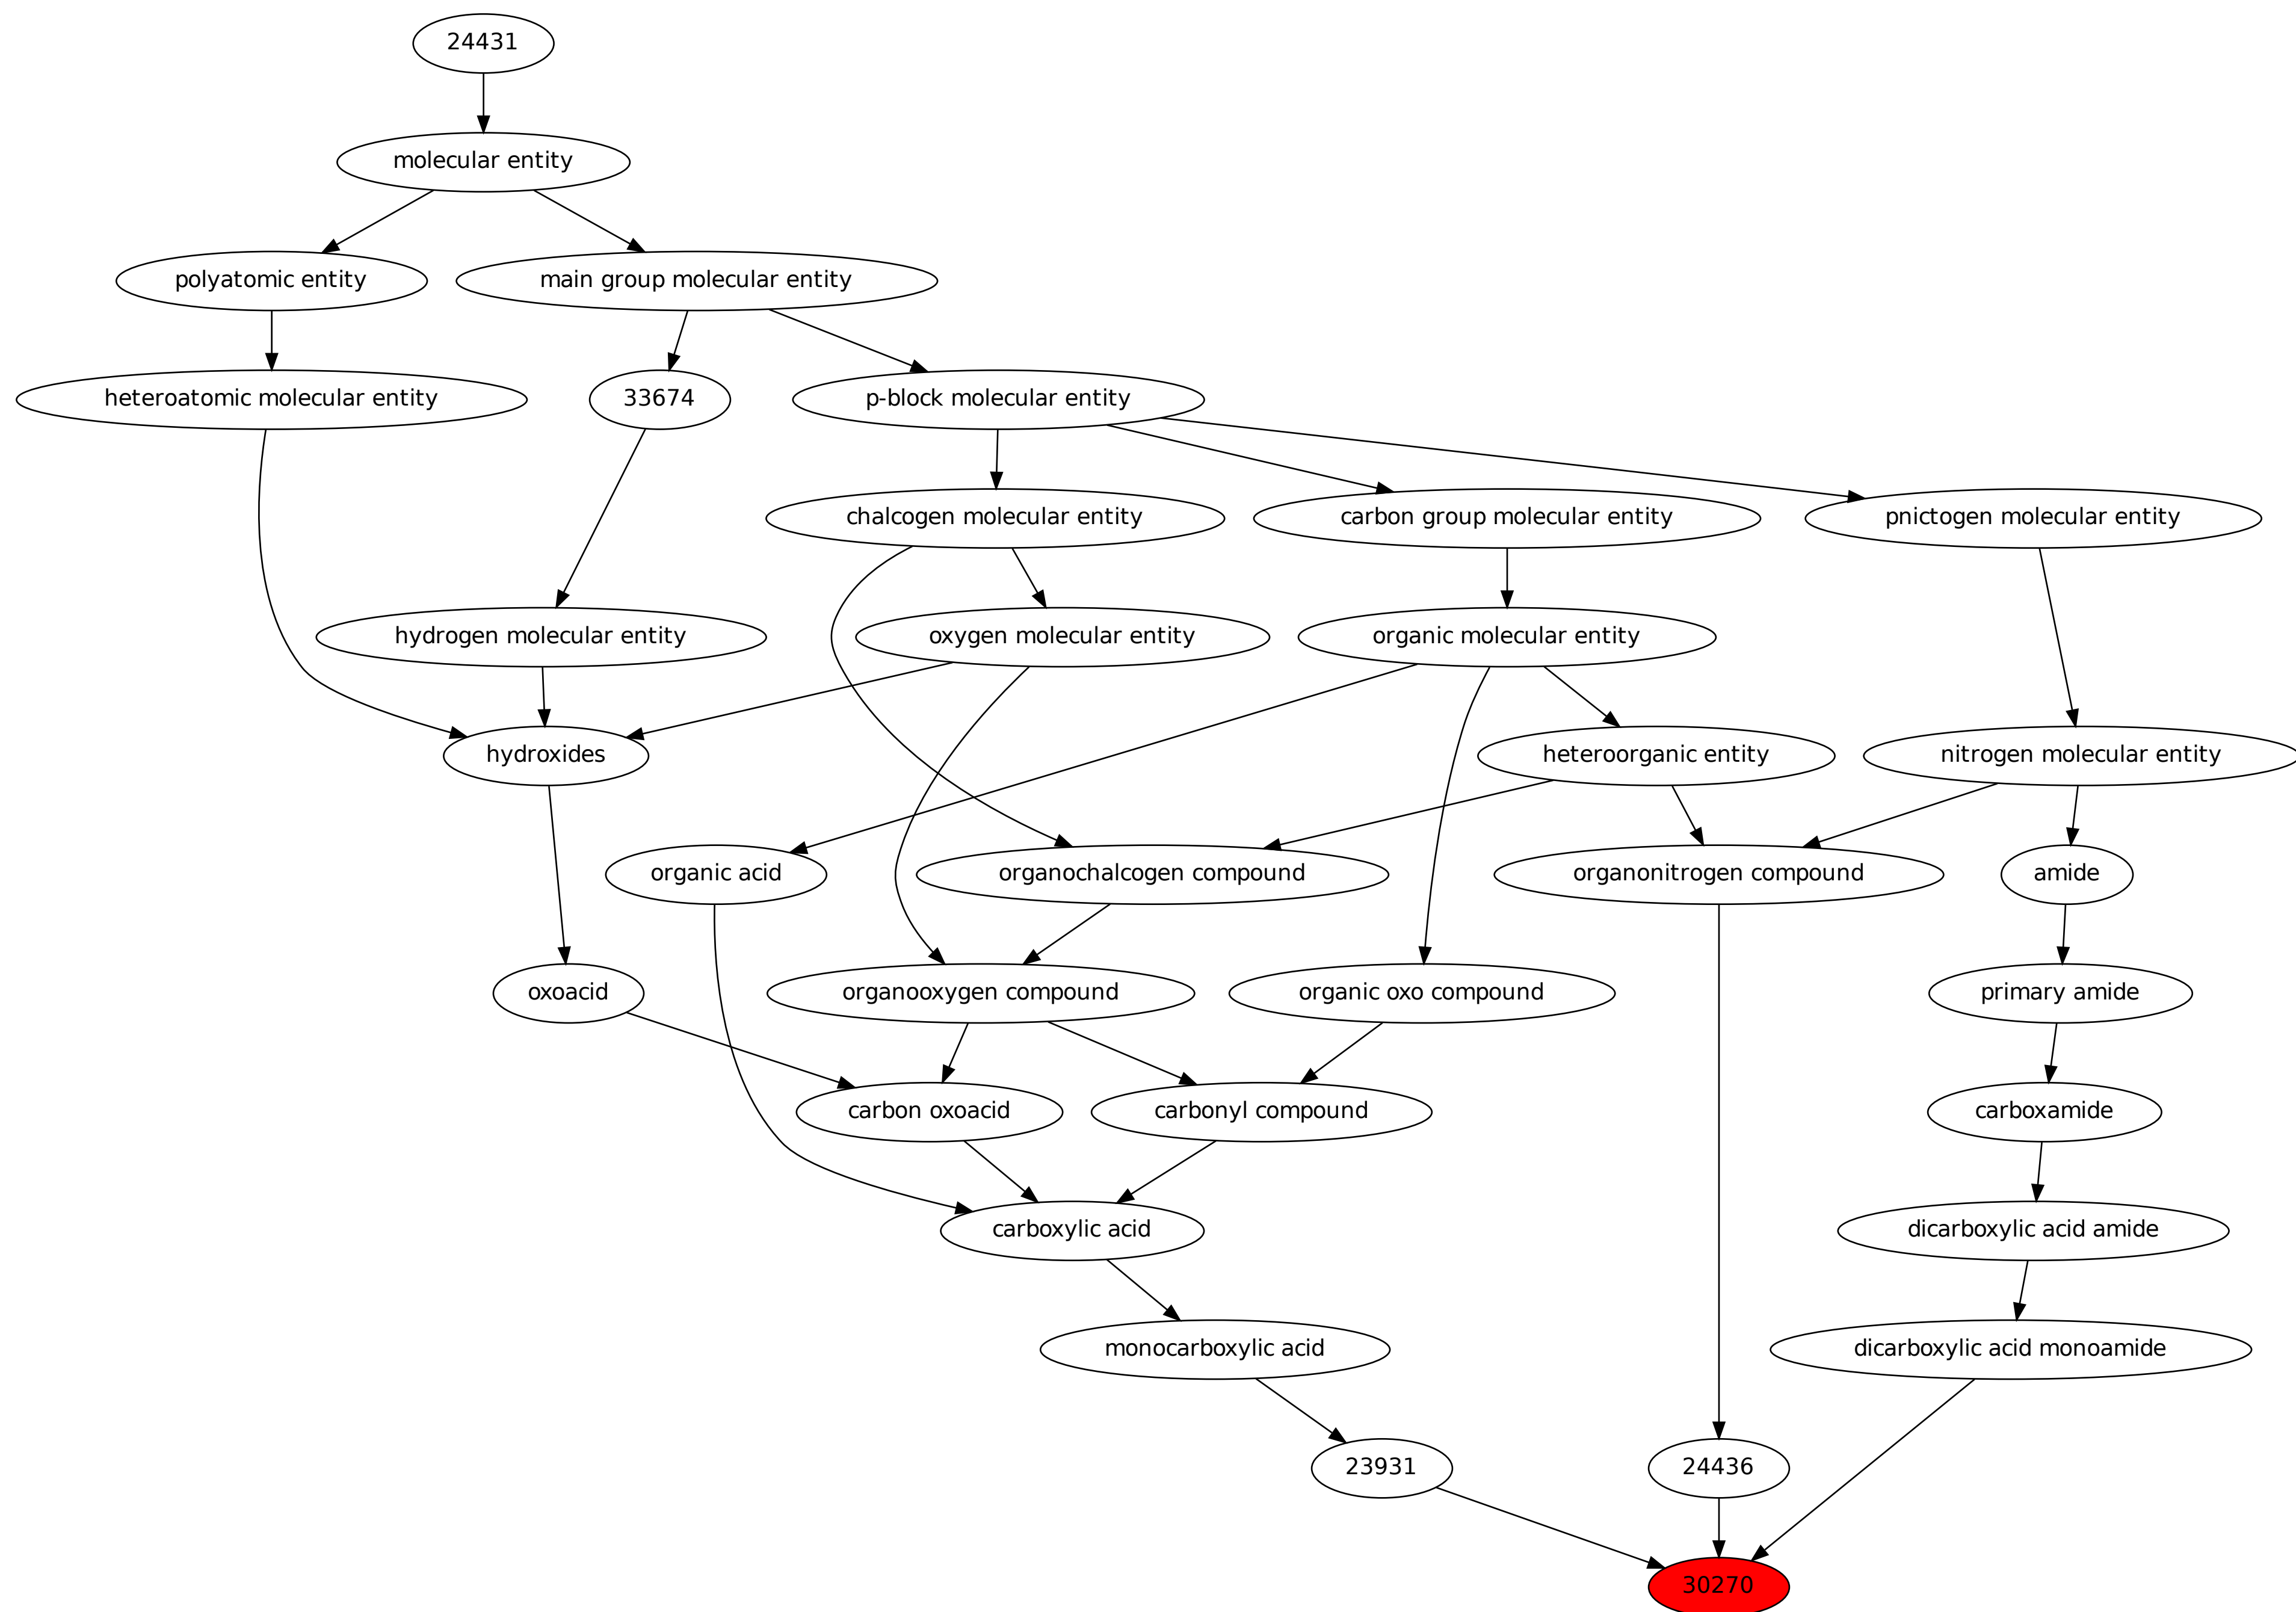 24431
molecular entity
polyatomic entity
main group molecular entity
heteroatomic molecular entity
33674
p-block molecular entity
chalcogen molecular entity
carbon group molecular entity
pnictogen molecular entity
hydrogen molecular entity
oxygen molecular entity
organic molecular entity
hydroxides
heteroorganic entity
nitrogen molecular entity
organic acid
organochalcogen compound
organonitrogen compound
amide
oxoacid
organooxygen compound
organic oxo compound
primary amide
carbon oxoacid
carbonyl compound
carboxamide
carboxylic acid
dicarboxylic acid amide
monocarboxylic acid
dicarboxylic acid monoamide
23931
24436
30270